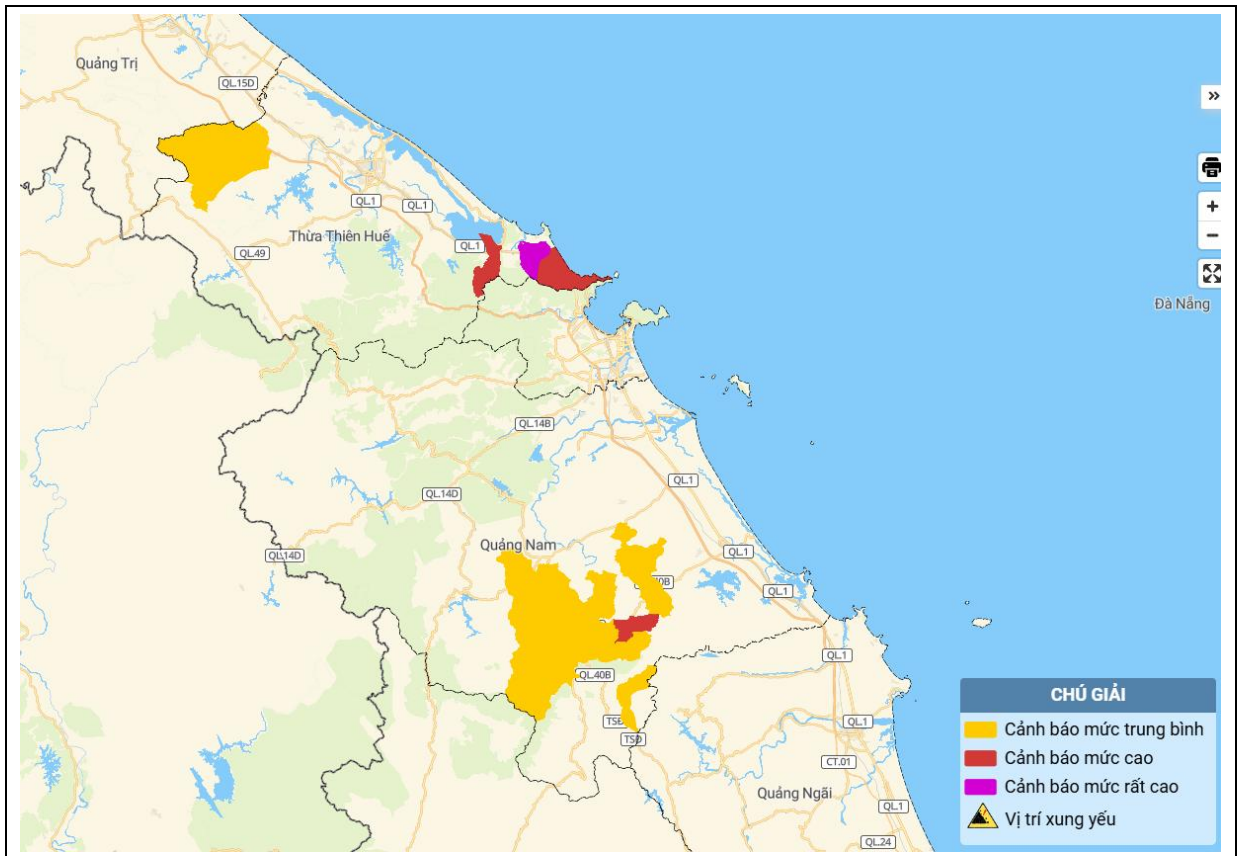 Quảng Trị
QL.15D
»
QL.1
QL.1
Thừa Thiên Huế
QL.1
QL.49
+
−
Đà Nẵng
QL.14B
QL.1
QL.14D
Quảng Nam
QL14D
QL.1
QL.1
QL.40B
QL.1
CHÚ GIẢI
Cảnh báo mức trung bình
Cảnh báo mức cao
Cảnh báo mức rất cao
Vị trí xung yếu
QL.1
TSĐ
CT.01
Quảng Ngãi
QL.1
QL.24